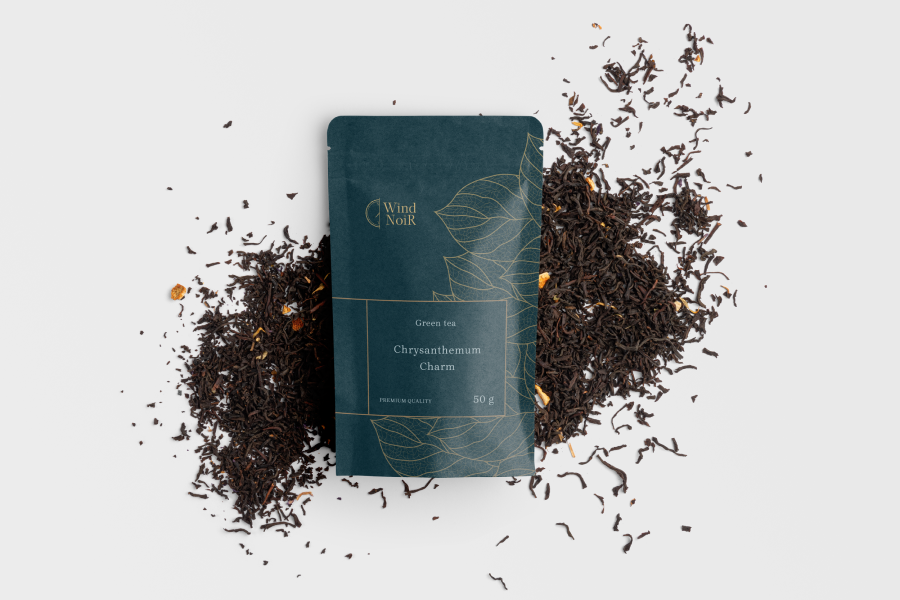 Wind
NoiR
Green tea
Chrysanthemum
Charm
PREMIUM QUALITY
50 g